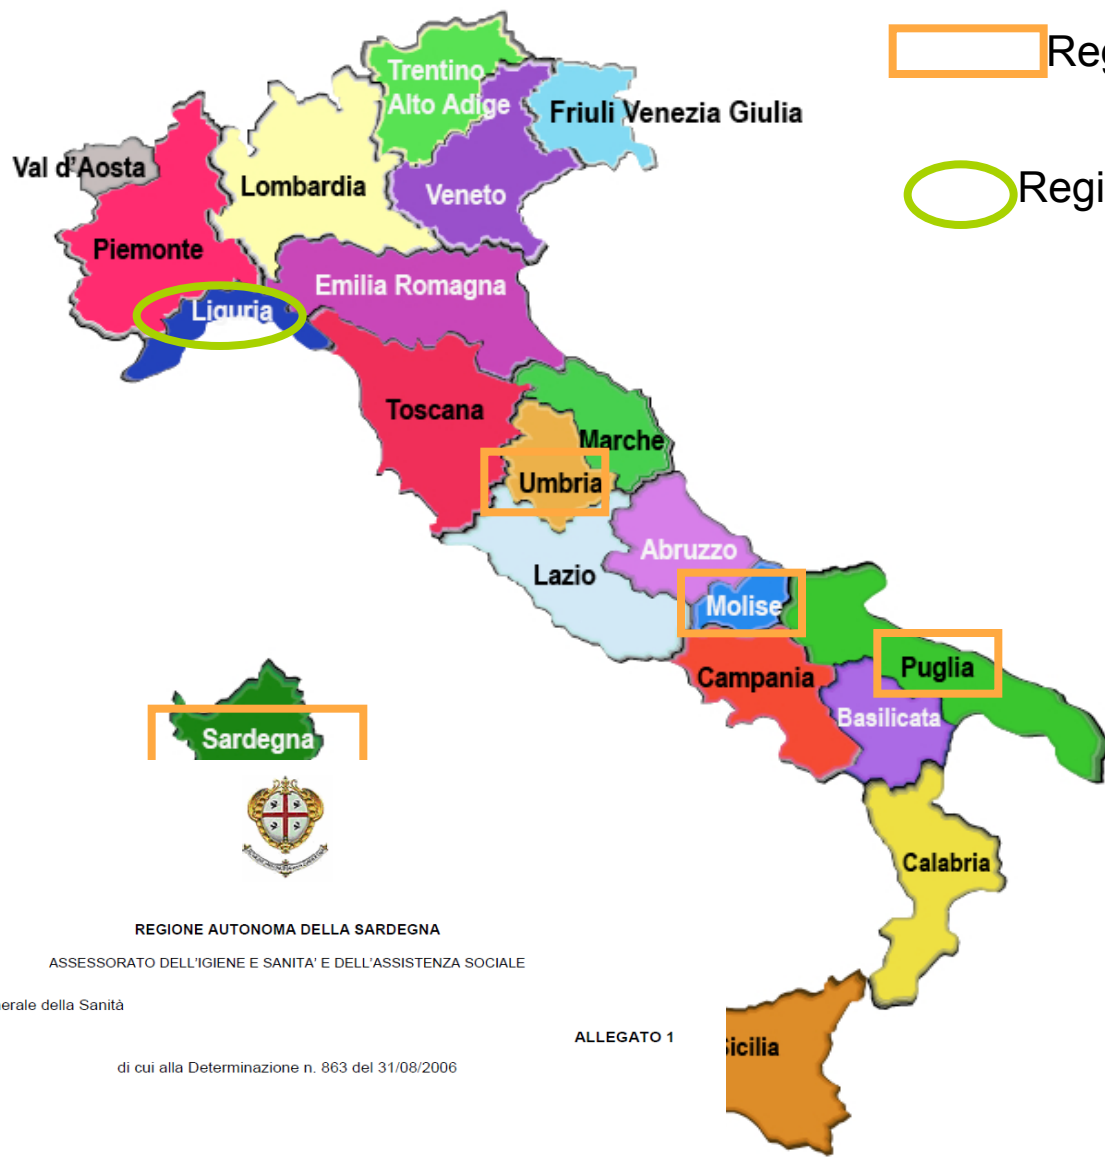 Reg
Trentino
Alto Adige
Friuli Venezia Giulia
Val d'Aosta
Lombardia
Veneto
Regi
Piemonte
Emilia Romagna
Liguria
Toscana
Marche
Umbria
Abruzzo
Lazio
Molise
Puglia
Campania
Basilicata
Sardegna
Calabria
REGIONE AUTONOMA DELLA SARDEGNA
ASSESSORATO DELL'IGIENE E SANITA' E DELL'ASSISTENZA SOCIALE
nerale della Sanità
ALLEGATO 1
icilia
di cui alla Determinazione n. 863 del 31/08/2006